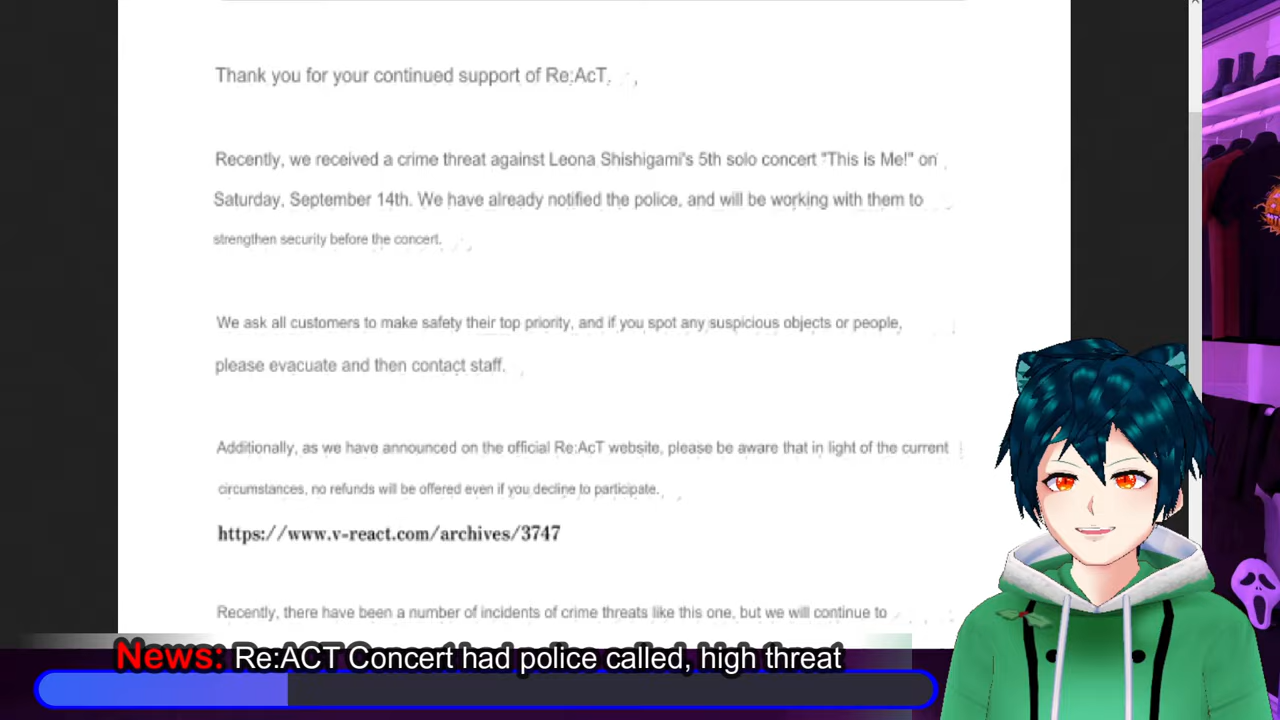 Thank you for your continued support of Re:AcT.
Recently, we received a crime threat against Leona Shishigami's 5th solo concert "This is Me!" on
Saturday, September 14th. We have already notified the police, and will be working with them to
strengthen security before the concert.
We ask all customers to make safety their top priority, and if you spot any suspicious objects or people,
please evacuate and then contact staff.
Additionally, as we have announced on the official Re:AcT website, please be aware that in light of the current
circumstances, no refunds will be offered even if you decline to participate.
https://www.v-react.com/archives/3747
Recently, there have been a number of incidents of crime threats like this one, but we will continue to
News: Re:ACT Concert had police called, high threat